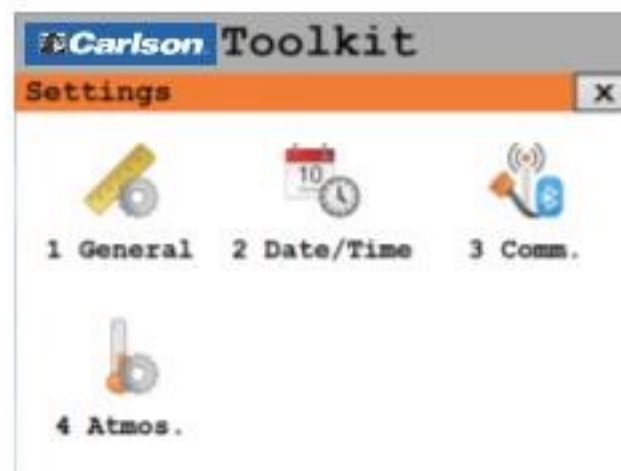 Carlson Toolkit
Settings X
10
1 General 2 Date/Time 3 Comm.
4 Atmos.